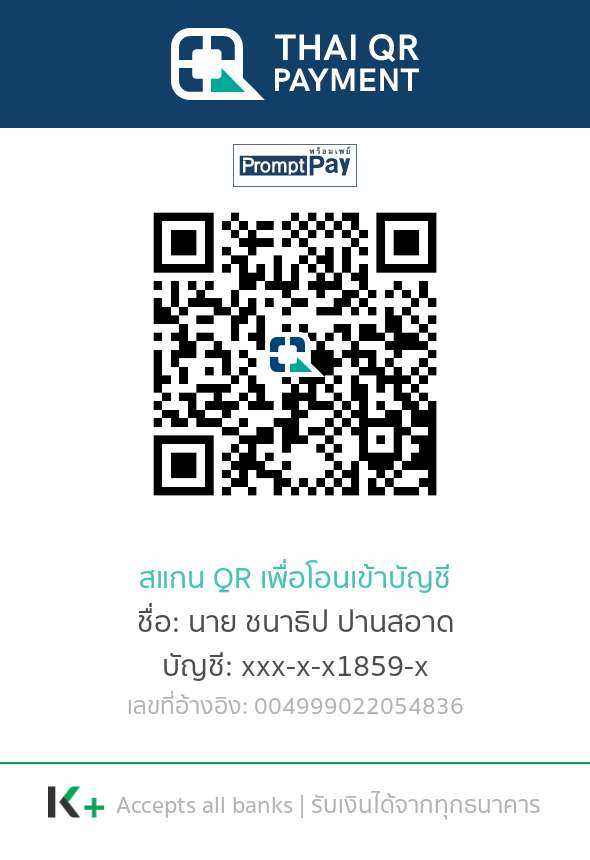 THAI QR
PAYMENT
พร้อมเพย์
PromptPay
สแกน QR เพื่อโอนเข้าบัญชี
ชื่อ: นาย ชนาธิป ปานสอาด
บัญชี: xxx-x-x1859-x
เลขที่อ้างอิง: 004999022054836
K+ Accepts all banks | รับเงินได้จากทุกธนาคาร